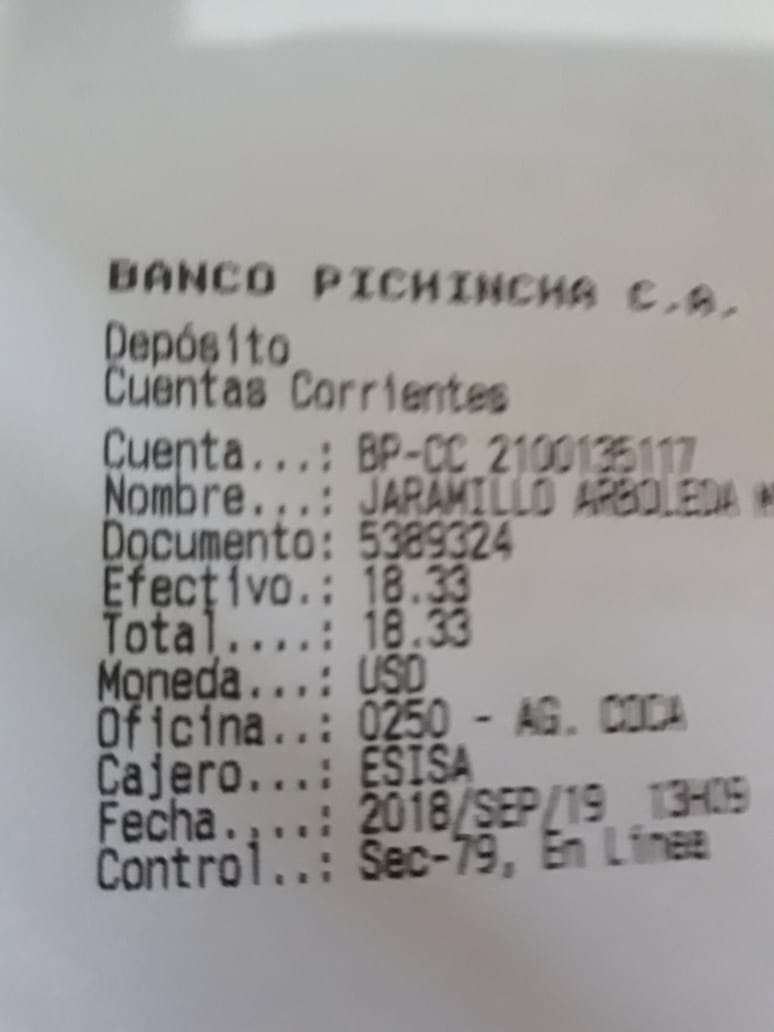 BANCO PICHINCHA C.A.
Depósito
Cuentas Corrientes
Cuenta...: BP-CC 2100135117
Nombre...: JARAMILLO ARBOLEDA
Documento: 5389324
Efectivo.: 18.33
Total....: 18.33
Moneda...: USD
Oficina..: 0250 - AG. COCA
Cajero...: ESISA
Fecha....: 2018/SEP/19 13H09
Control..: Sec-79, En Línea